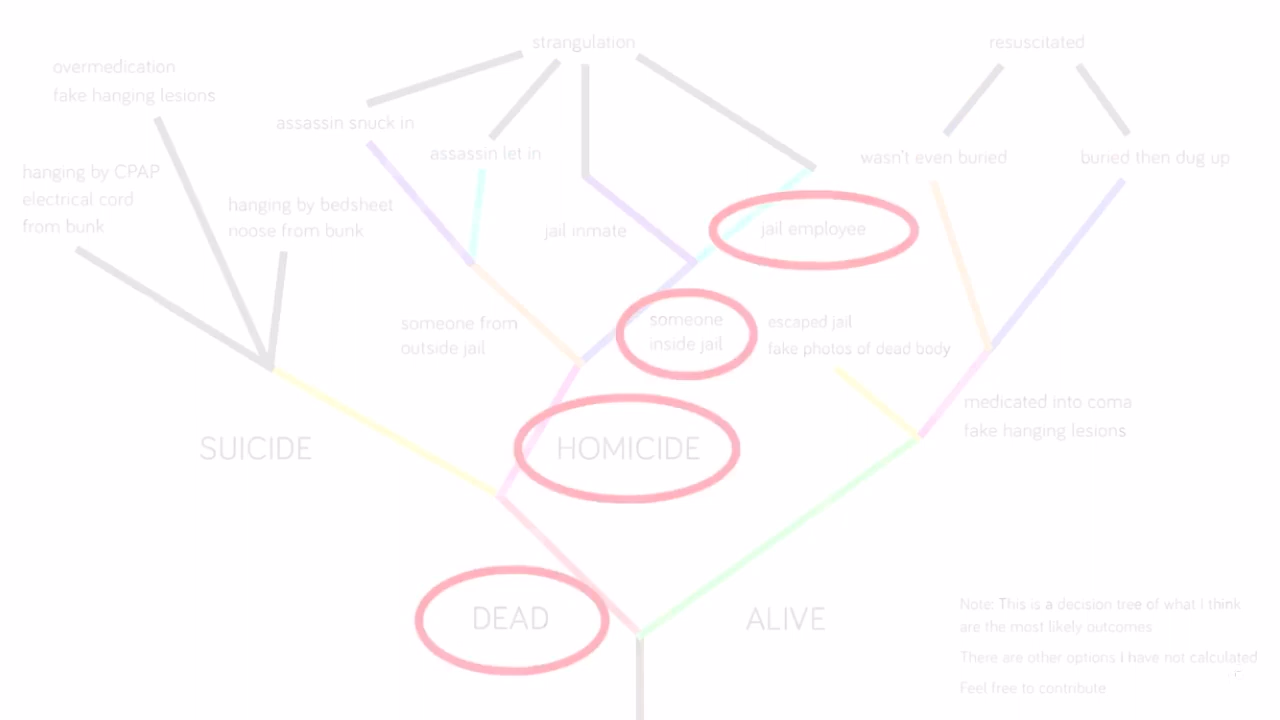 strangulation
resuscitated
overmedication
fake hanging lesions
assassin snuck in
assassin let in
wasn't even buried
buried then dug up
hanging by CPAP
electrical cord
from bunk
hanging by bedsheet
noose from bunk
jail inmate
jail employee
someone from
outside jail
someone
inside jail
escaped jail
fake photos of dead body
medicated into coma
fake hanging lesions
SUICIDE
HOMICIDE
DEAD
ALIVE
Note: This is a decision tree of what I think
are the most likely outcomes
There are other options I have not calculated
Feel free to contribute